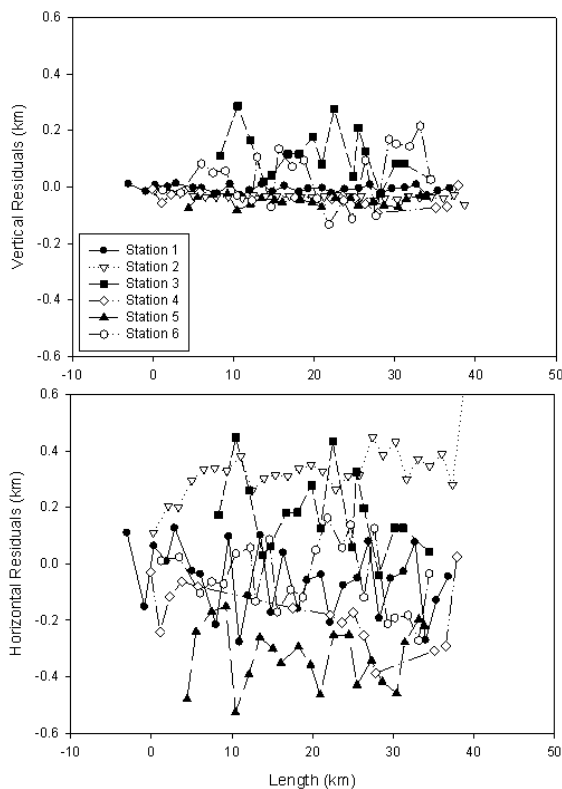 0.6
0.4
0.2
0.0
-0.2
-0.4
-0.6
Vertical Residuals (km)
Station 1
Station 2
Station 3
Station 4
Station 5
Station 6
-10 0 10 20 30 40 50
0.6
0.4
0.2
0.0
-0.2
-0.4
-0.6
Horizontal Residuals (km)
-10 0 10 20 30 40 50
Length (km)